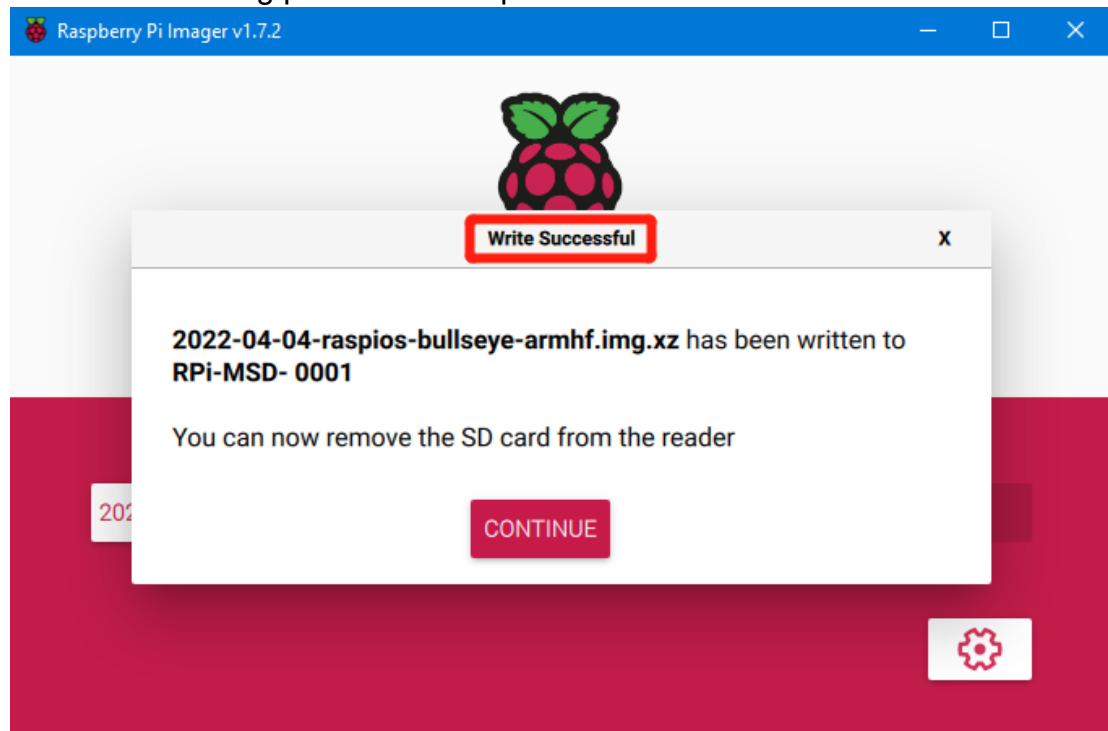 Raspberry Pi Imager v1.7.2
Write Successful
X
2022-04-04-raspios-bullseye-armhf.img.xz has been written to
RPi-MSD- 0001
You can now remove the SD card from the reader
202
CONTINUE